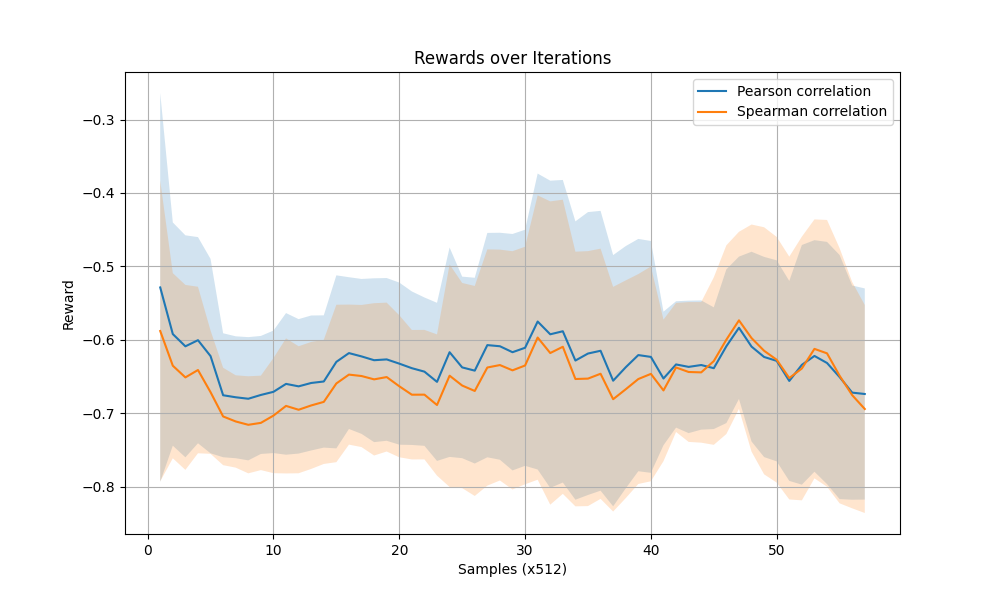 Rewards over Iterations
Pearson correlation
Spearman correlation
Reward
−0.3
−0.4
−0.5
−0.6
−0.7
−0.8
0
10
20
30
40
50
Samples (x512)